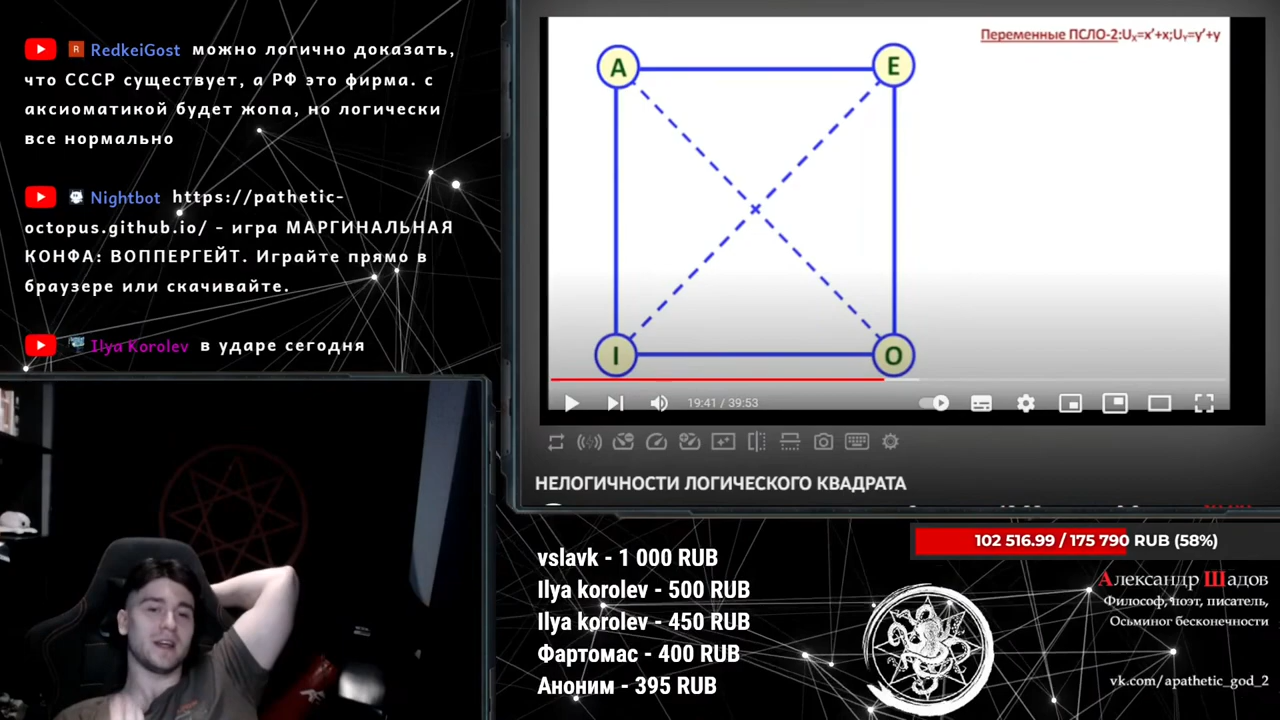 RedkeiGost можно логично доказать,
что СССР существует, а РФ это фирма. с
аксиоматикой будет жопа, но логически
все нормально
Nightbot https://pathetic-
octopus.github.io/ - игра МАРГИНАЛЬНАЯ
КОНФА: ВОППЕРГЕЙТ. Играйте прямо в
браузере или скачивайте.
Ilya Korolev в ударе сегодня
Переменные ПСЛО-2:Uₓ=x'+x;Uᵧ=y'+y
A
E
I
O
19:41 / 39:53
НЕЛОГИЧНОСТИ ЛОГИЧЕСКОГО КВАДРАТА
102 516.99 / 175 790 RUB (58%)
vslavk - 1 000 RUB
Ilya korolev - 500 RUB
Ilya korolev - 450 RUB
Фартомас - 400 RUB
Аноним - 395 RUB
Александр Шадов
Философ, поэт, писатель,
Осьминог бесконечности
vk.com/apathetic_god_2